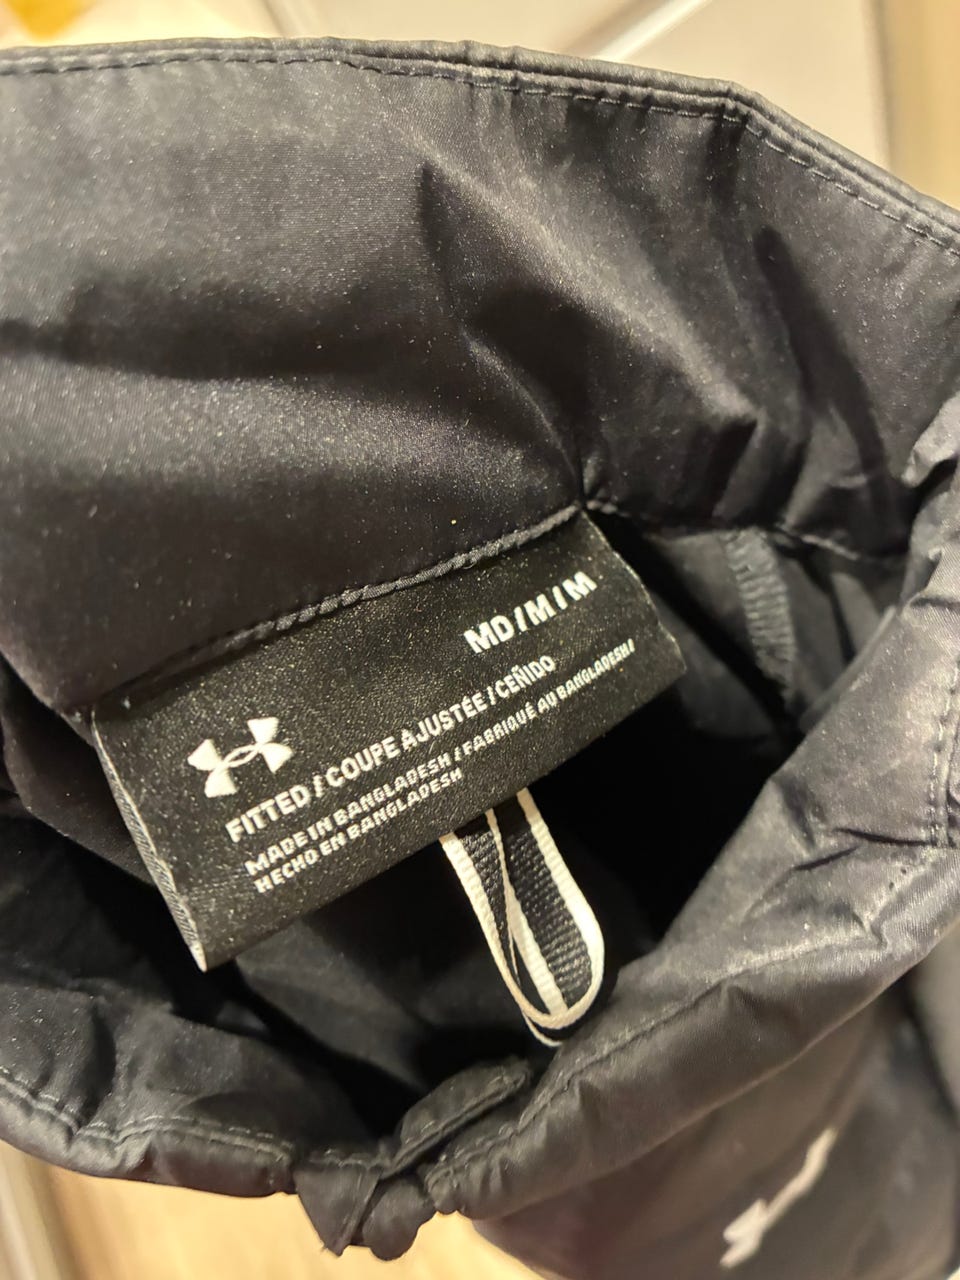 MD / M / M
FITTED / COUPE AJUSTÉE / CEÑIDO
MADE IN BANGLADESH / FABRIQUÉ AU BANGLADESH /
HECHO EN BANGLADESH